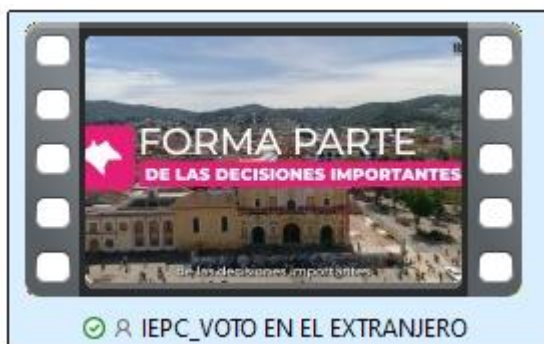 FORMA PARTE
DE LAS DECISIONES IMPORTANTES
de las decisiones importantes
IEPC_VOTO EN EL EXTRANJERO